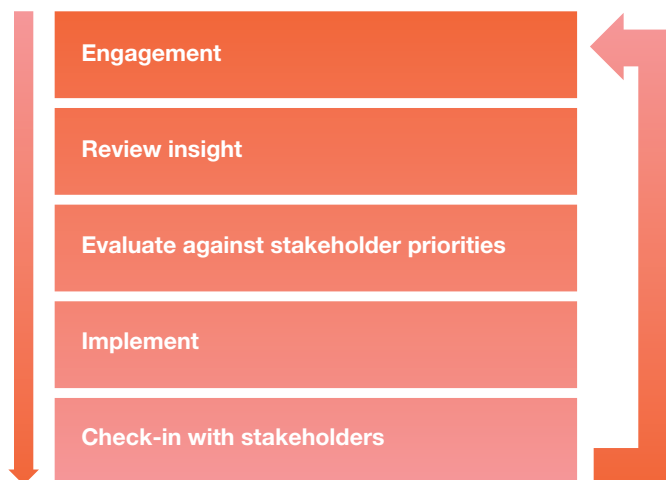 Engagement
Review insight
Evaluate against stakeholder priorities
Implement
Check-in with stakeholders